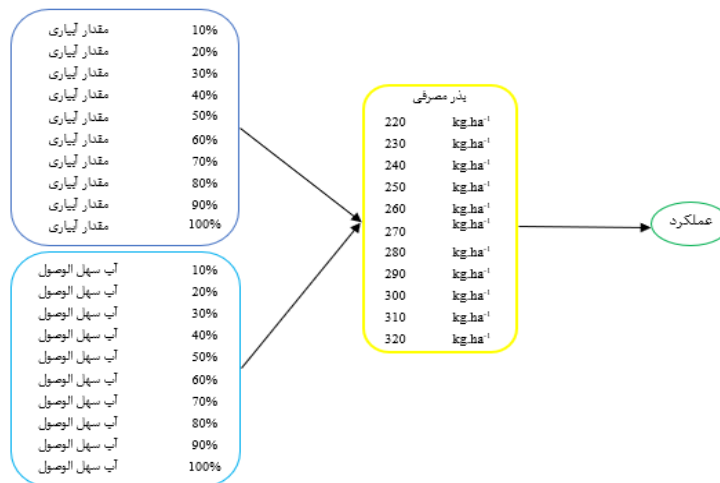 مقدار آبیاری 10%
مقدار آبیاری 20%
مقدار آبیاری 30%
مقدار آبیاری 40%
مقدار آبیاری 50%
مقدار آبیاری 60%
مقدار آبیاری 70%
مقدار آبیاری 80%
مقدار آبیاری 90%
مقدار آبیاری 100%
آب سهل الوصول 10%
آب سهل الوصول 20%
آب سهل الوصول 30%
آب سهل الوصول 40%
آب سهل الوصول 50%
آب سهل الوصول 60%
آب سهل الوصول 70%
آب سهل الوصول 80%
آب سهل الوصول 90%
آب سهل الوصول 100%
بذر مصرفی
220 kg.ha⁻¹
230 kg.ha⁻¹
240 kg.ha⁻¹
250 kg.ha⁻¹
260 kg.ha⁻¹
270 kg.ha⁻¹
280 kg.ha⁻¹
290 kg.ha⁻¹
300 kg.ha⁻¹
310 kg.ha⁻¹
320 kg.ha⁻¹
عملکرد